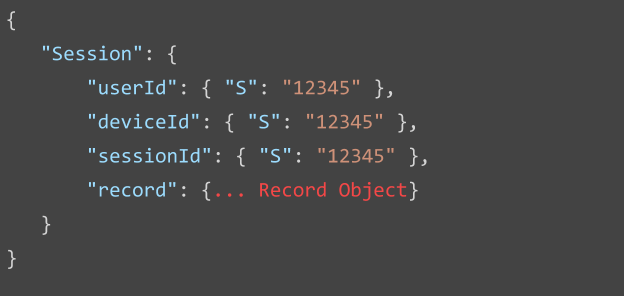 {
    "Session": {
        "userId": { "S": "12345" },
        "deviceId": { "S": "12345" },
        "sessionId": { "S": "12345" },
        "record": {... Record Object}
    }
}